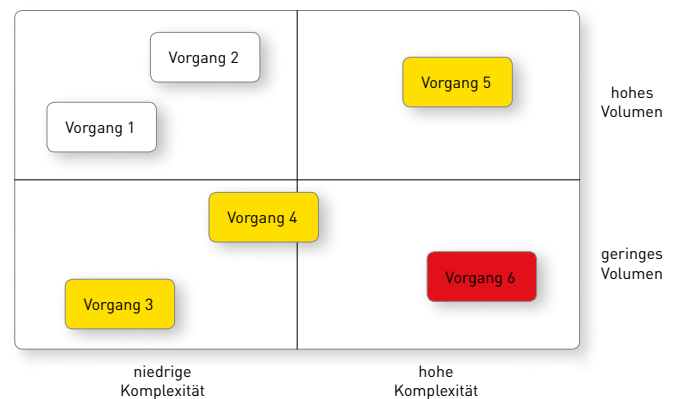 Vorgang 2
Vorgang 5
hohes
Volumen
Vorgang 1
Vorgang 4
geringes
Volumen
Vorgang 6
Vorgang 3
niedrige
Komplexität
hohe
Komplexität